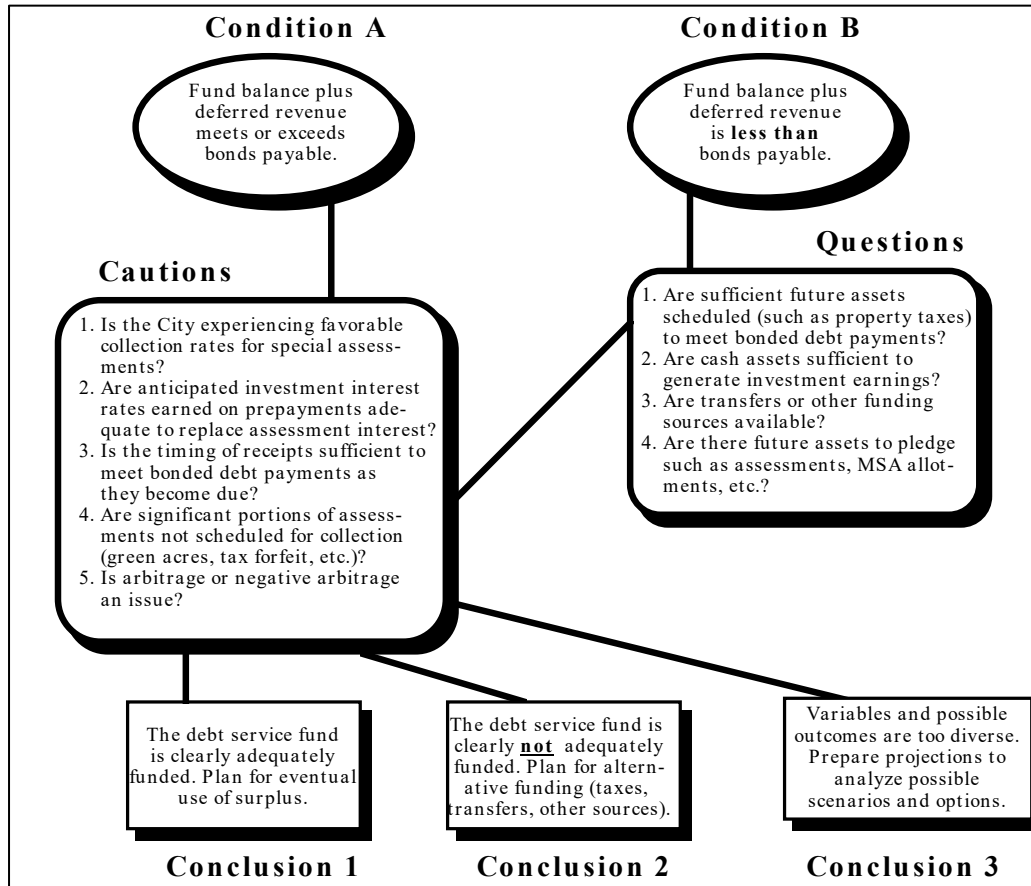 Condition A
Fund balance plus
deferred revenue
meets or exceeds
bonds payable.
Condition B
Fund balance plus
deferred revenue
is less than
bonds payable.
Cautions
1. Is the City experiencing favorable
collection rates for special assess-
ments?
2. Are anticipated investment interest
rates earned on prepayments ade-
quate to replace assessment interest?
3. Is the timing of receipts sufficient to
meet bonded debt payments as
they become due?
4. Are significant portions of assess-
ments not scheduled for collection
(green acres, tax forfeit, etc.)?
5. Is arbitrage or negative arbitrage
an issue?
Questions
1. Are sufficient future assets
scheduled (such as property taxes)
to meet bonded debt payments?
2. Are cash assets sufficient to
generate investment earnings?
3. Are transfers or other funding
sources available?
4. Are there future assets to pledge
such as assessments, MSA allot-
ments, etc.?
The debt service fund
is clearly adequately
funded. Plan for eventual
use of surplus.
Conclusion 1
The debt service fund is
clearly not adequately
funded. Plan for altern-
ative funding (taxes,
transfers, other sources).
Conclusion 2
Variables and possible
outcomes are too diverse.
Prepare projections to
analyze possible
scenarios and options.
Conclusion 3